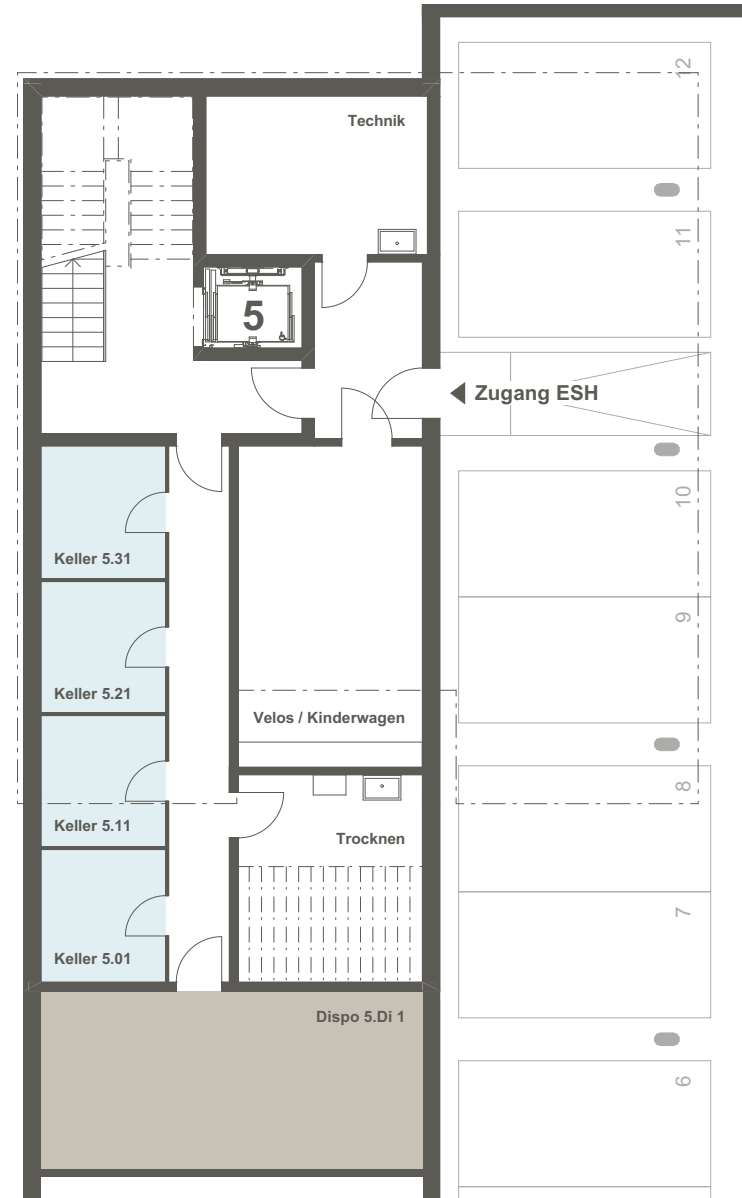 12
Technik
11
5
Zugang ESH
10
Keller 5.31
9
Keller 5.21
Velos / Kinderwagen
8
Keller 5.11
Trocknen
7
Keller 5.01
Dispo 5.Di 1
6